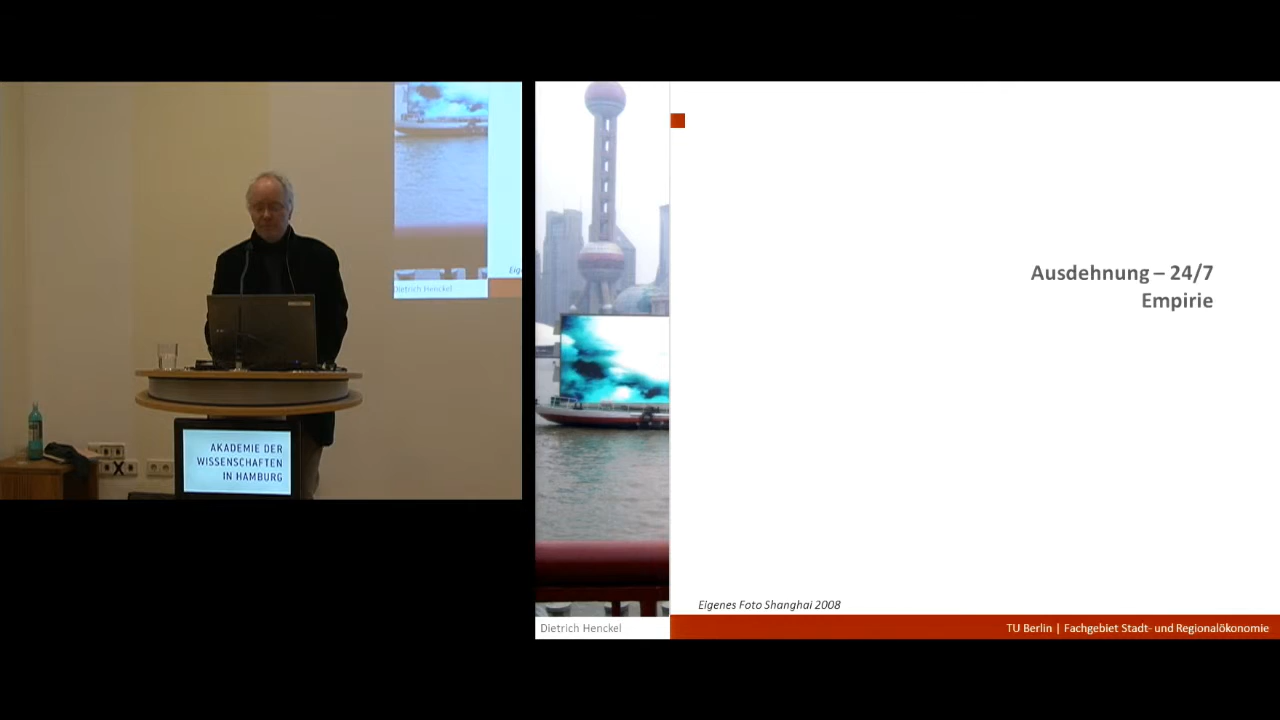 Dietrich Henckel
AKADEMIE DER
WISSENSCHAFTEN
IN HAMBURG
Ausdehnung – 24/7
Empirie
Eigenes Foto Shanghai 2008
Dietrich Henckel
TU Berlin | Fachgebiet Stadt- und Regionalökonomie